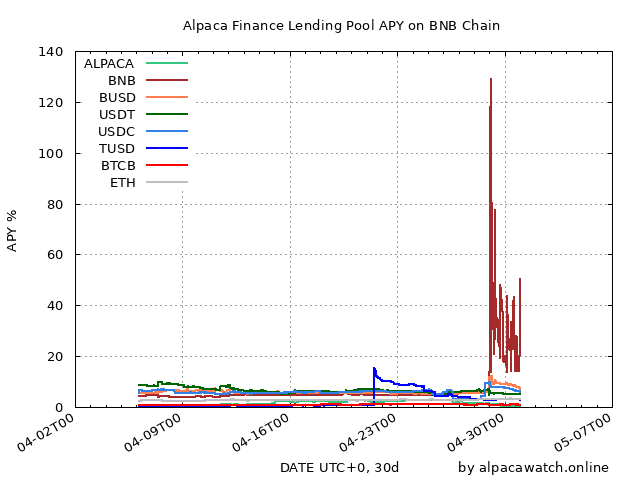 Alpaca Finance Lending Pool APY on BNB Chain
140
120
100
80
60
40
20
0
APY %
ALPACA
BNB
BUSD
USDT
USDC
TUSD
BTCB
ETH
04-02T00
04-09T00
04-16T00
04-23T00
04-30T00
05-07T00
DATE UTC+0, 30d
by alpacawatch.online